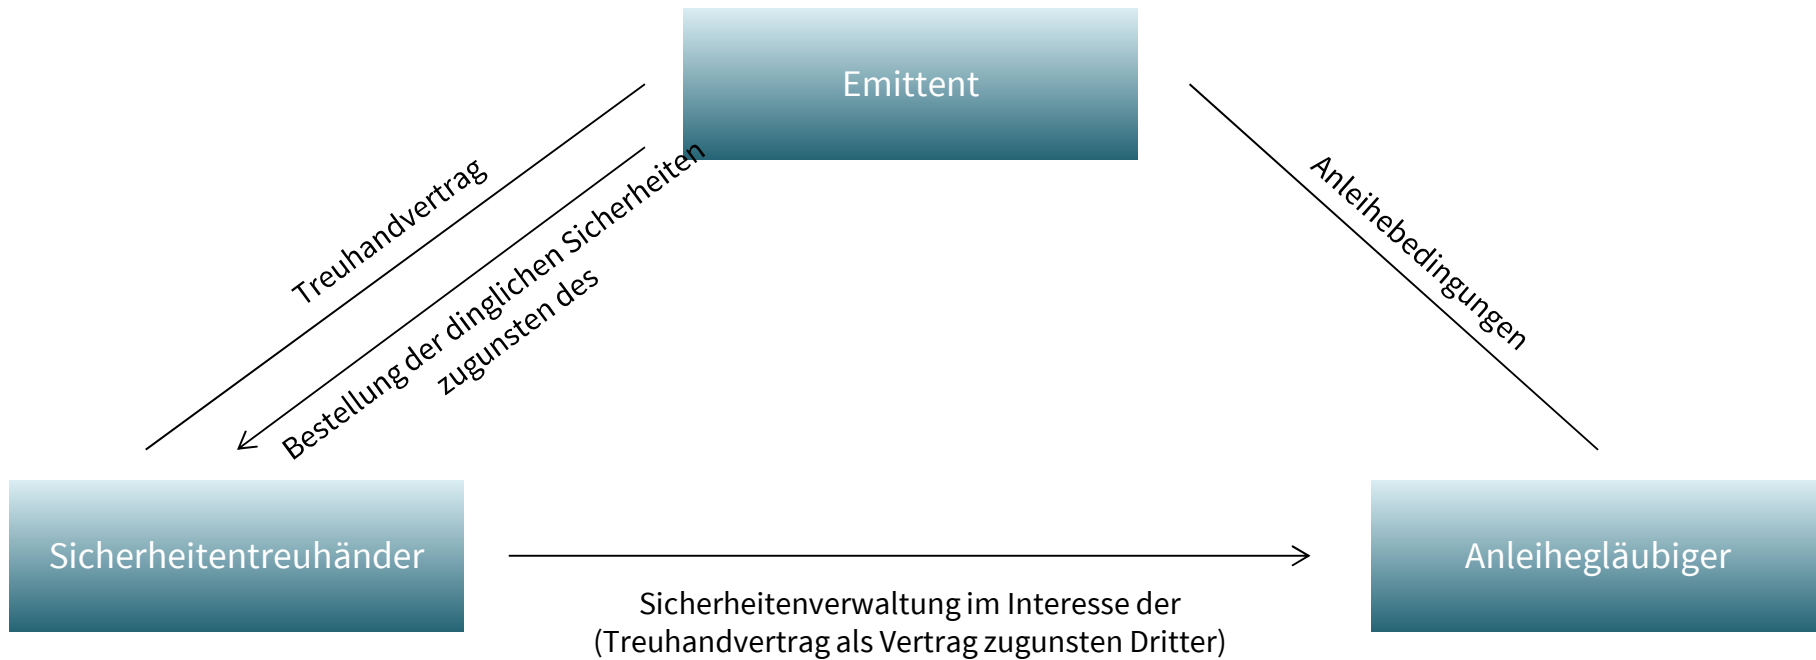 Emittent
Treuhandvertrag
Bestellung der dinglichen Sicherheiten
zugunsten des
Anleihebedingungen
Sicherheitentreuhänder
Anleihegläubiger
Sicherheitenverwaltung im Interesse der
(Treuhandvertrag als Vertrag zugunsten Dritter)